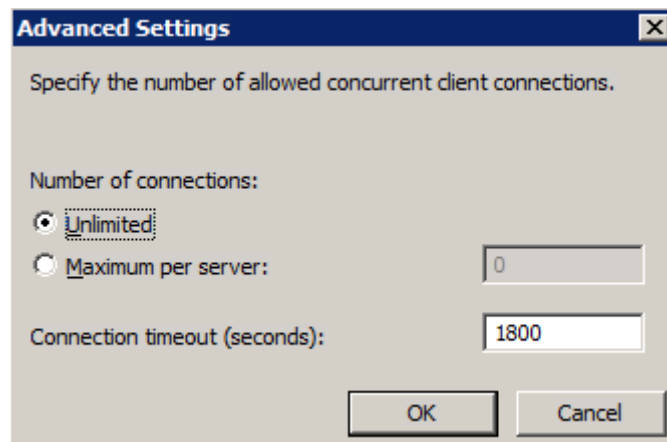 Advanced Settings
Specify the number of allowed concurrent client connections.
Number of connections:
Unlimited
Maximum per server:
0
Connection timeout (seconds):
1800
OK
Cancel